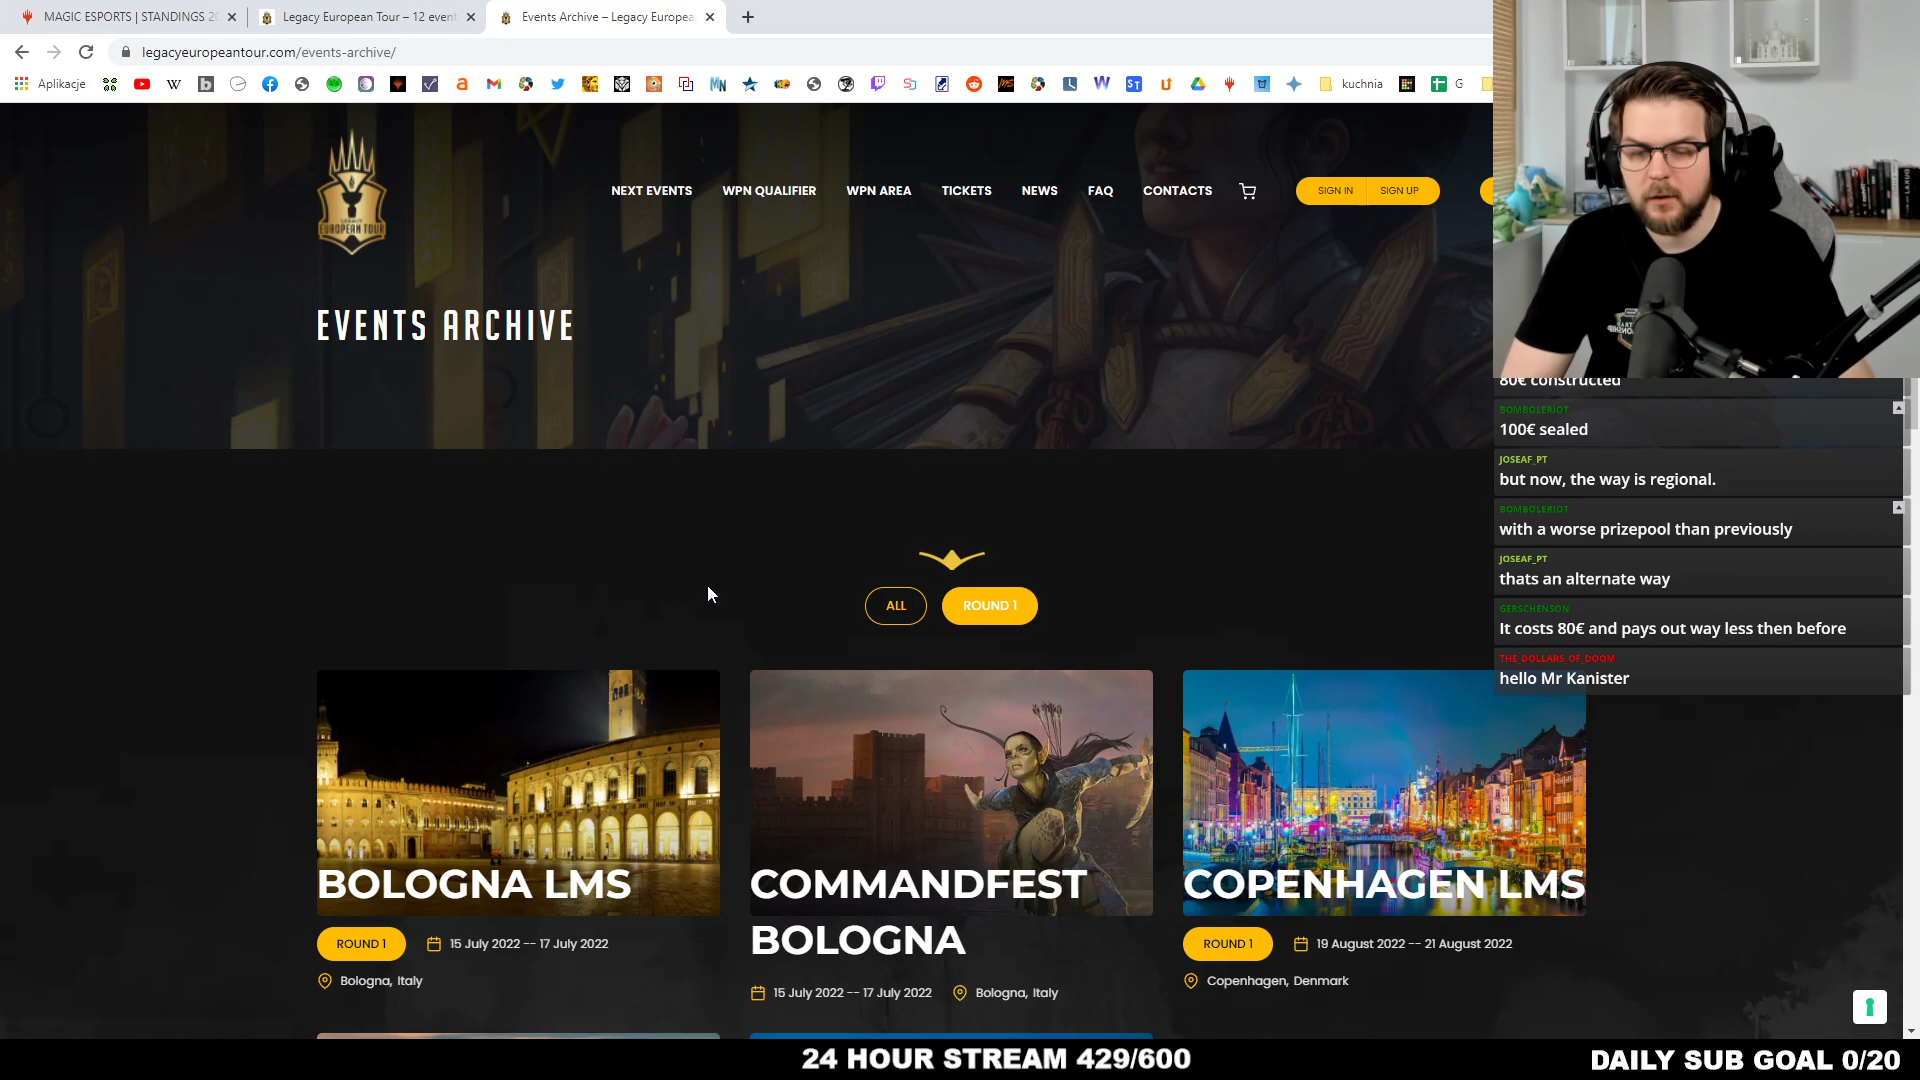 MAGIC ESPORTS | STANDINGS 20
Legacy European Tour – 12 event
Events Archive – Legacy Europea
legacyeuropeantour.com/events-archive/
Aplikacje
kuchnia
G
LEGACY
EUROPEAN TOUR
NEXT EVENTS
WPN QUALIFIER
WPN AREA
TICKETS
NEWS
FAQ
CONTACTS
SIGN IN
SIGN UP
EVENTS ARCHIVE
ALL
ROUND 1
BOLOGNA LMS
ROUND 1
15 July 2022 -- 17 July 2022
Bologna, Italy
COMMANDFEST
BOLOGNA
15 July 2022 -- 17 July 2022
Bologna, Italy
COPENHAGEN LMS
ROUND 1
19 August 2022 -- 21 August 2022
Copenhagen, Denmark
80€ constructed
BOMBOLERIOT
100€ sealed
JOSEAF_PT
but now, the way is regional.
BOMBOLERIOT
with a worse prizepool than previously
JOSEAF_PT
thats an alternate way
GERSCHENSON
It costs 80€ and pays out way less then before
THE_DOLLARS_OF_DOOM
hello Mr Kanister
24 HOUR STREAM 429/600
DAILY SUB GOAL 0/20